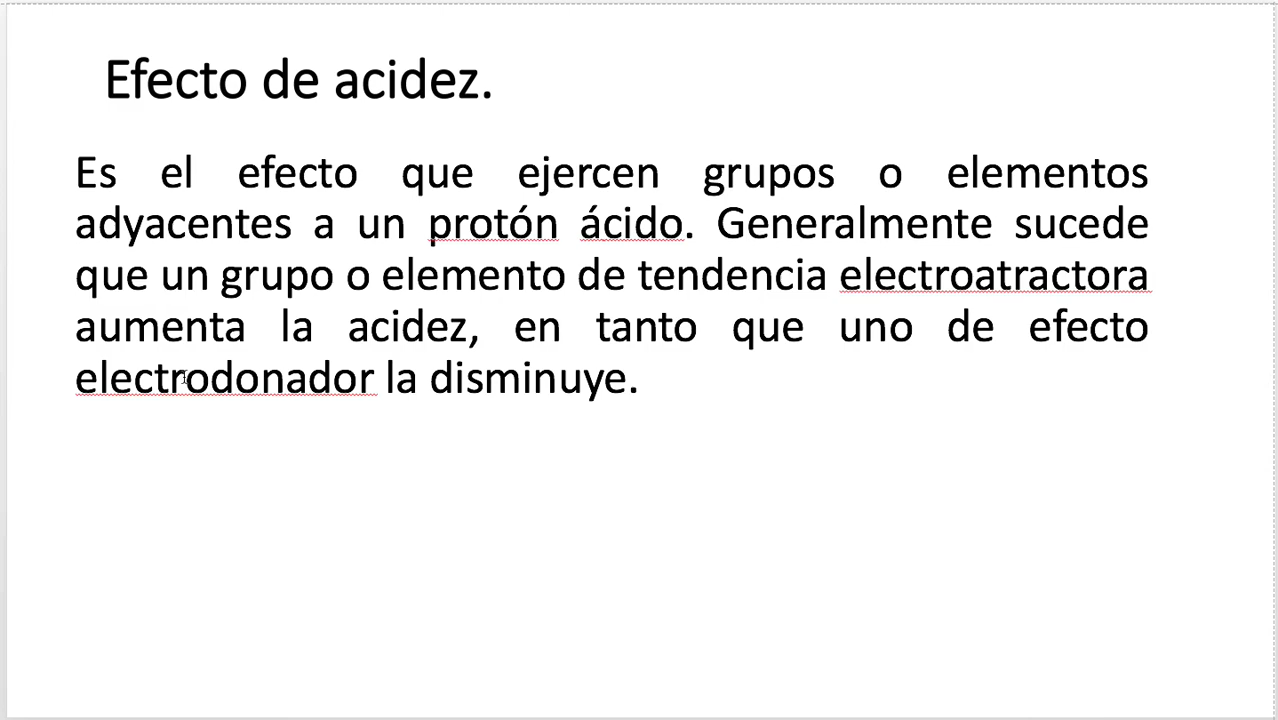 Efecto de acidez.
Es el efecto que ejercen grupos o elementos
adyacentes a un protón ácido. Generalmente sucede
que un grupo o elemento de tendencia electroatractora
aumenta la acidez, en tanto que uno de efecto
electrodonador la disminuye.